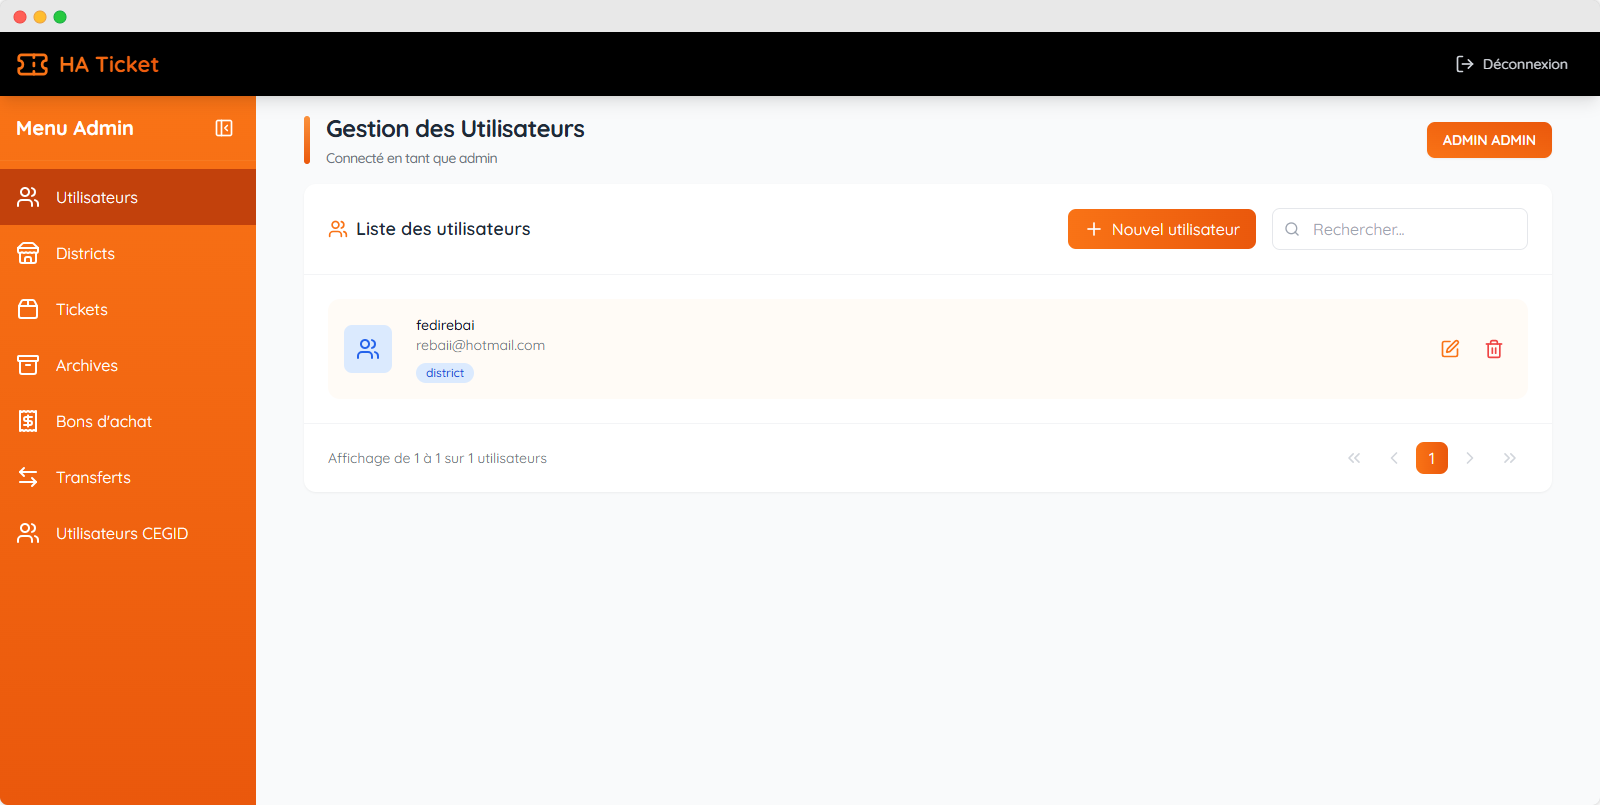 HA Ticket
Déconnexion
Menu Admin
Utilisateurs
Districts
Tickets
Archives
Bons d'achat
Transferts
Utilisateurs CEGID
Gestion des Utilisateurs
Connecté en tant que admin
ADMIN ADMIN
Liste des utilisateurs
Nouvel utilisateur
Rechercher...
fedirebai
rebaii@hotmail.com
district
Affichage de 1 à 1 sur 1 utilisateurs
1